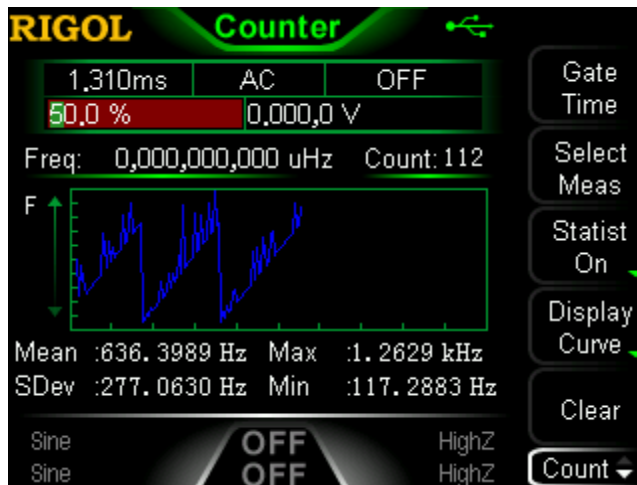 RIGOL Counter
1.310ms AC OFF
50.0 % 0.000,0 V
Freq: 0,000,000,000 uHz Count: 112
F
Mean :636.3989 Hz Max :1.2629 kHz
SDev :277.0630 Hz Min :117.2883 Hz
Sine OFF HighZ
Sine OFF HighZ
Gate
Time
Select
Meas
Statist
On
Display
Curve
Clear
Count